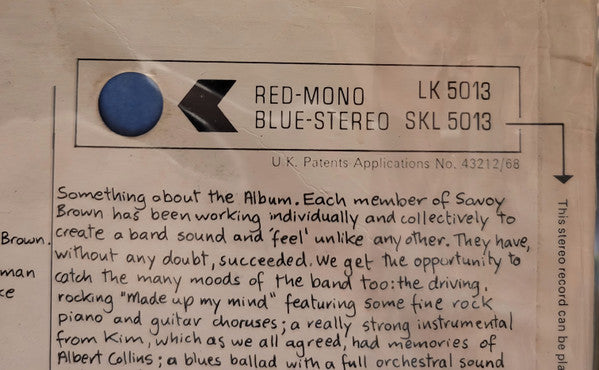 RED-MONO LK 5013
BLUE-STEREO SKL 5013
U.K. Patents Applications No. 43212/68
Something about the Album. Each member of Savoy
Brown has been working individually and collectively to
create a band sound and 'feel' unlike any other. They have,
without any doubt, succeeded. We get the opportunity to
catch the many moods of the band too: the driving,
rocking "Made up my mind" featuring some fine rock
piano and guitar choruses; a really strong instrumental
from Kim, which as we all agreed, had memories of
Albert Collins; a blues ballad with a full orchestral sound
Brown.
man
ce
This stereo record can be pla